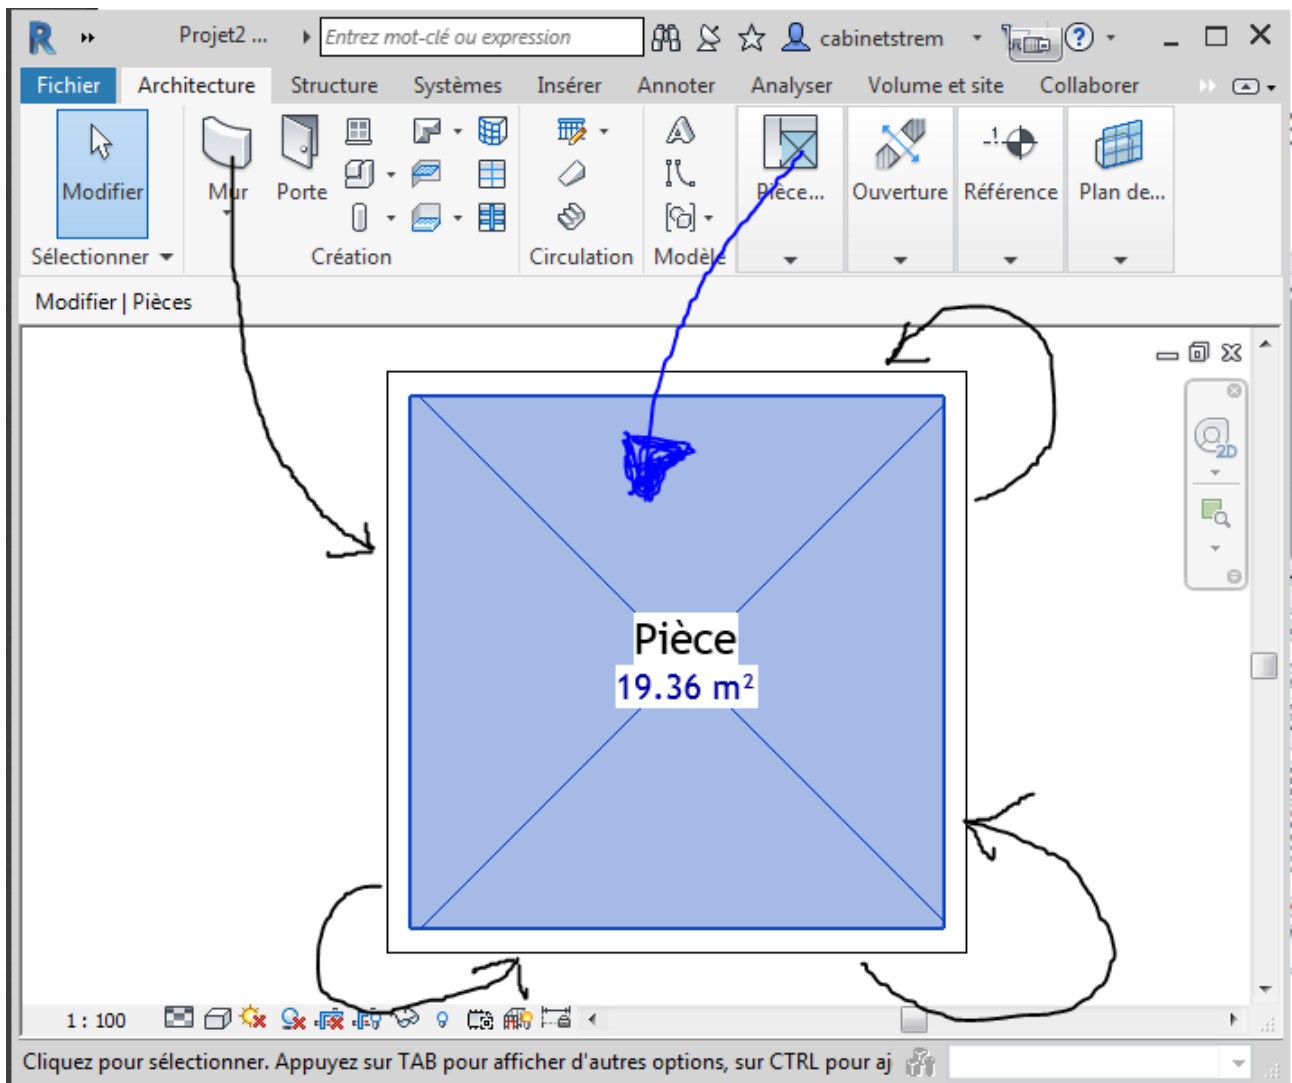 R Projet2 ... Entrez mot-clé ou expression cabinetstrem ?
Fichier Architecture Structure Systèmes Insérer Annoter Analyser Volume et site Collaborer
Modifier Mur Porte Pièce... Ouverture Référence Plan de...
Sélectionner Création Circulation Modèle
Modifier | Pièces
2D
Pièce
19.36 m²
1 : 100
Cliquez pour sélectionner. Appuyez sur TAB pour afficher d'autres options, sur CTRL pour aj